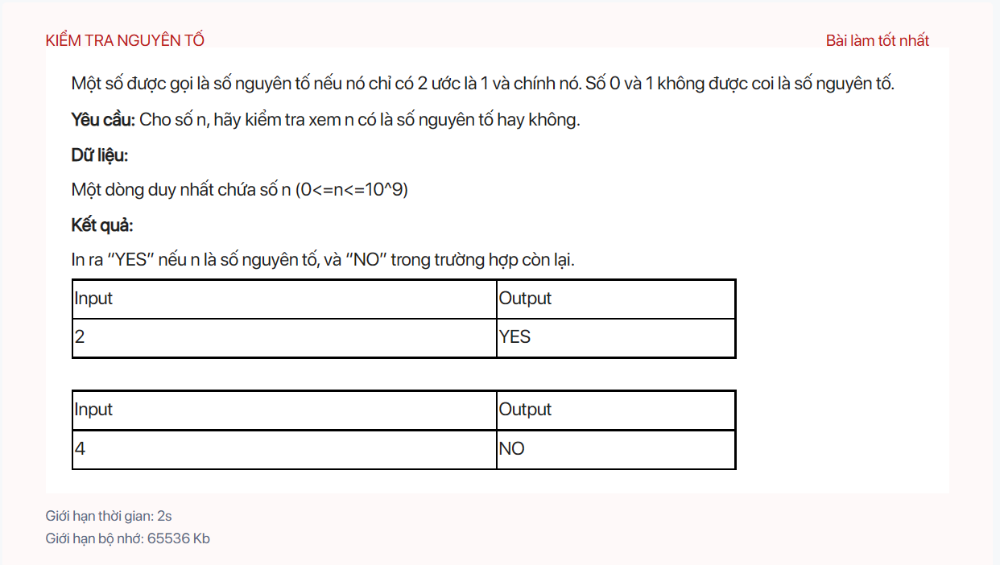 KIỂM TRA NGUYÊN TỐ
Bài làm tốt nhất
Một số được gọi là số nguyên tố nếu nó chỉ có 2 ước là 1 và chính nó. Số 0 và 1 không được coi là số nguyên tố.
Yêu cầu: Cho số n, hãy kiểm tra xem n có là số nguyên tố hay không.
Dữ liệu:
Một dòng duy nhất chứa số n (0<=n<=10^9)
Kết quả:
In ra “YES” nếu n là số nguyên tố, và “NO” trong trường hợp còn lại.
Input Output
2 YES
Input Output
4 NO
Giới hạn thời gian: 2s
Giới hạn bộ nhớ: 65536 Kb